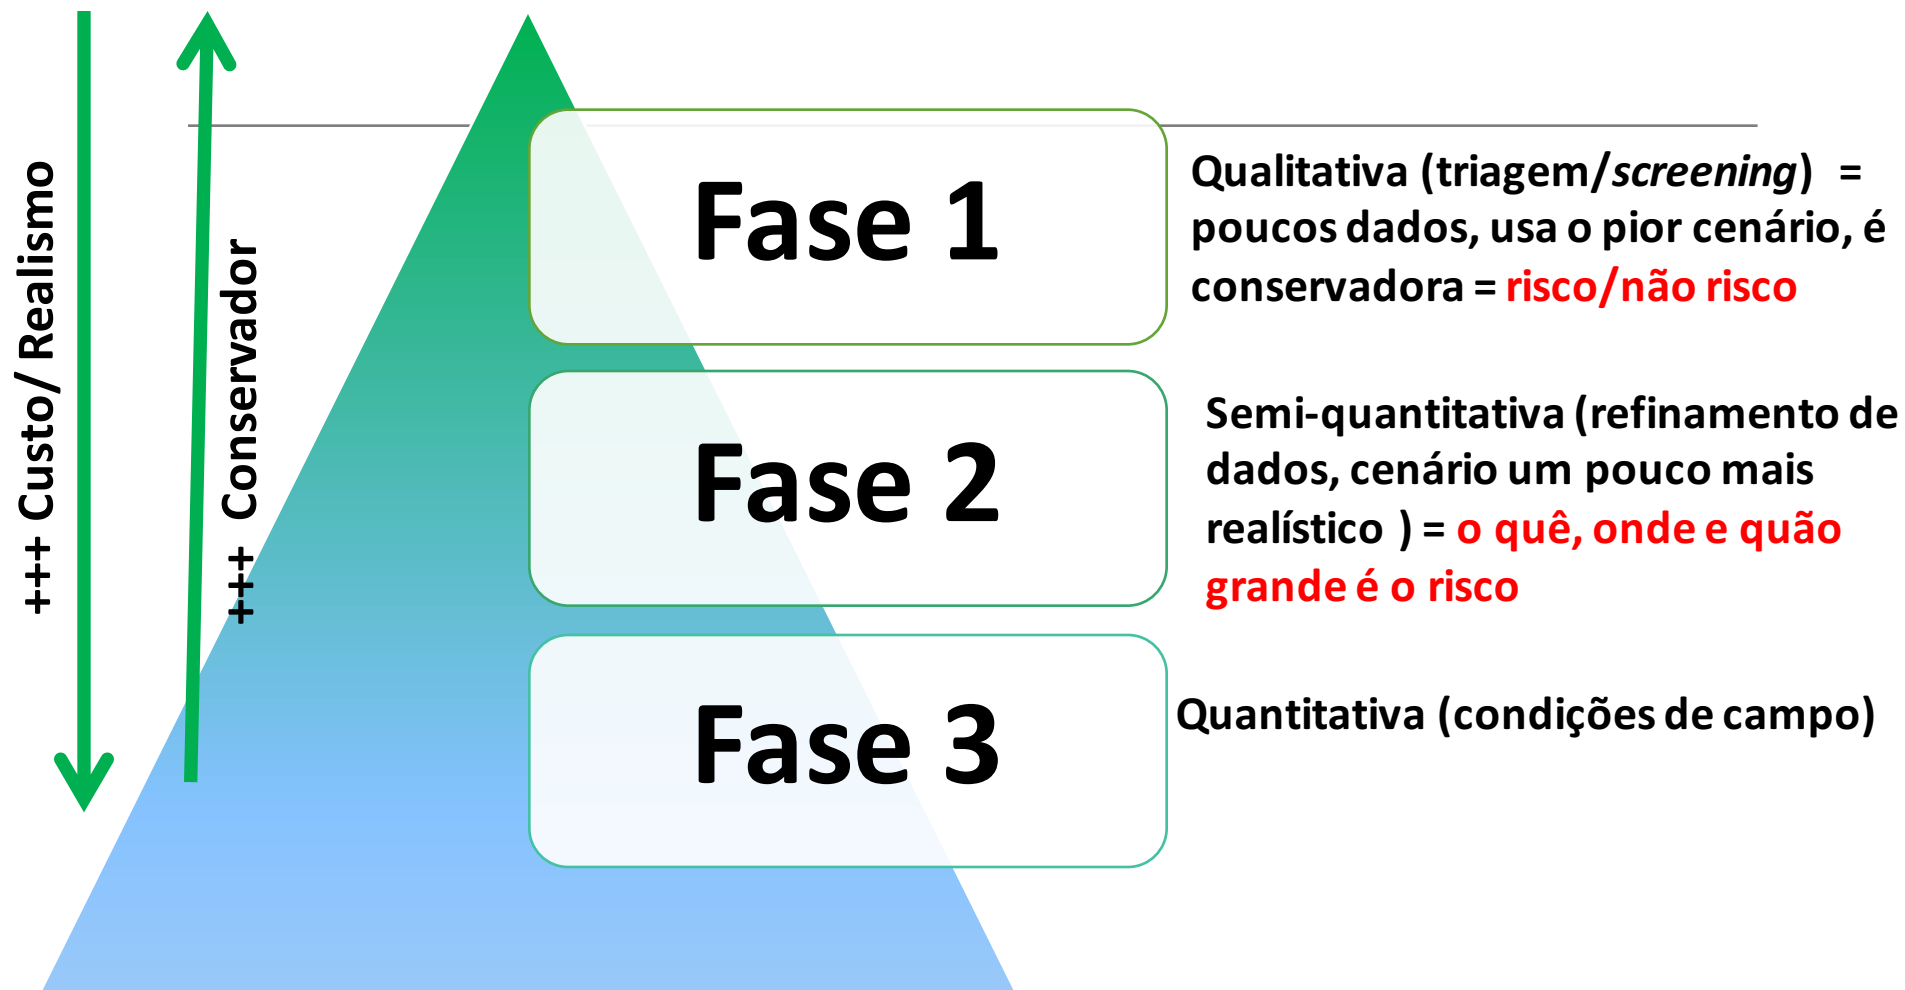 +++ Custo/ Realismo
+++ Conservador
Fase 1
Qualitativa (triagem/screening) =
poucos dados, usa o pior cenário, é
conservadora = risco/não risco
Fase 2
Semi-quantitativa (refinamento de
dados, cenário um pouco mais
realístico ) = o quê, onde e quão
grande é o risco
Fase 3
Quantitativa (condições de campo)